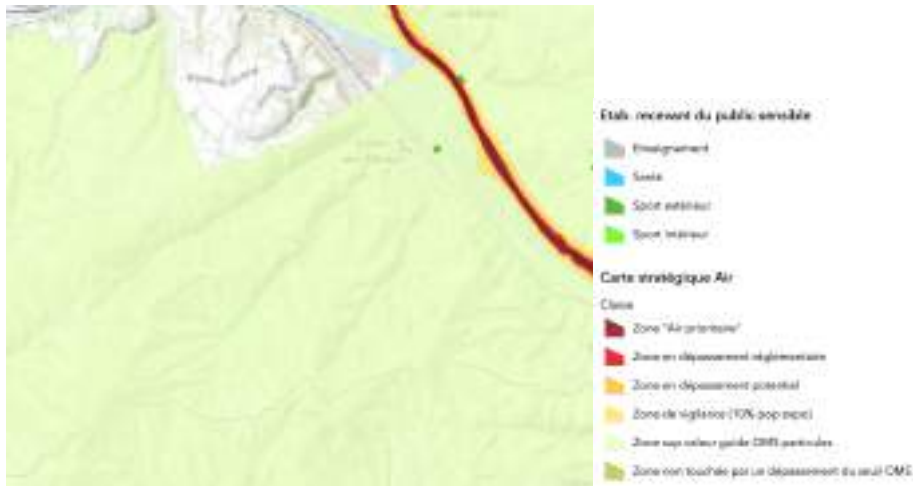 Etab. recevant du public sensible
Enseignement
Santé
Sport extérieur
Sport intérieur
Carte stratégique Air
Classe
Zone "Air prioritaire"
Zone en dépassement réglementaire
Zone en dépassement potentiel
Zone de vigilance (10% pop expo)
Zone sup valeur guide OMS particules
Zone non touchée par un dépassement du seuil OMS